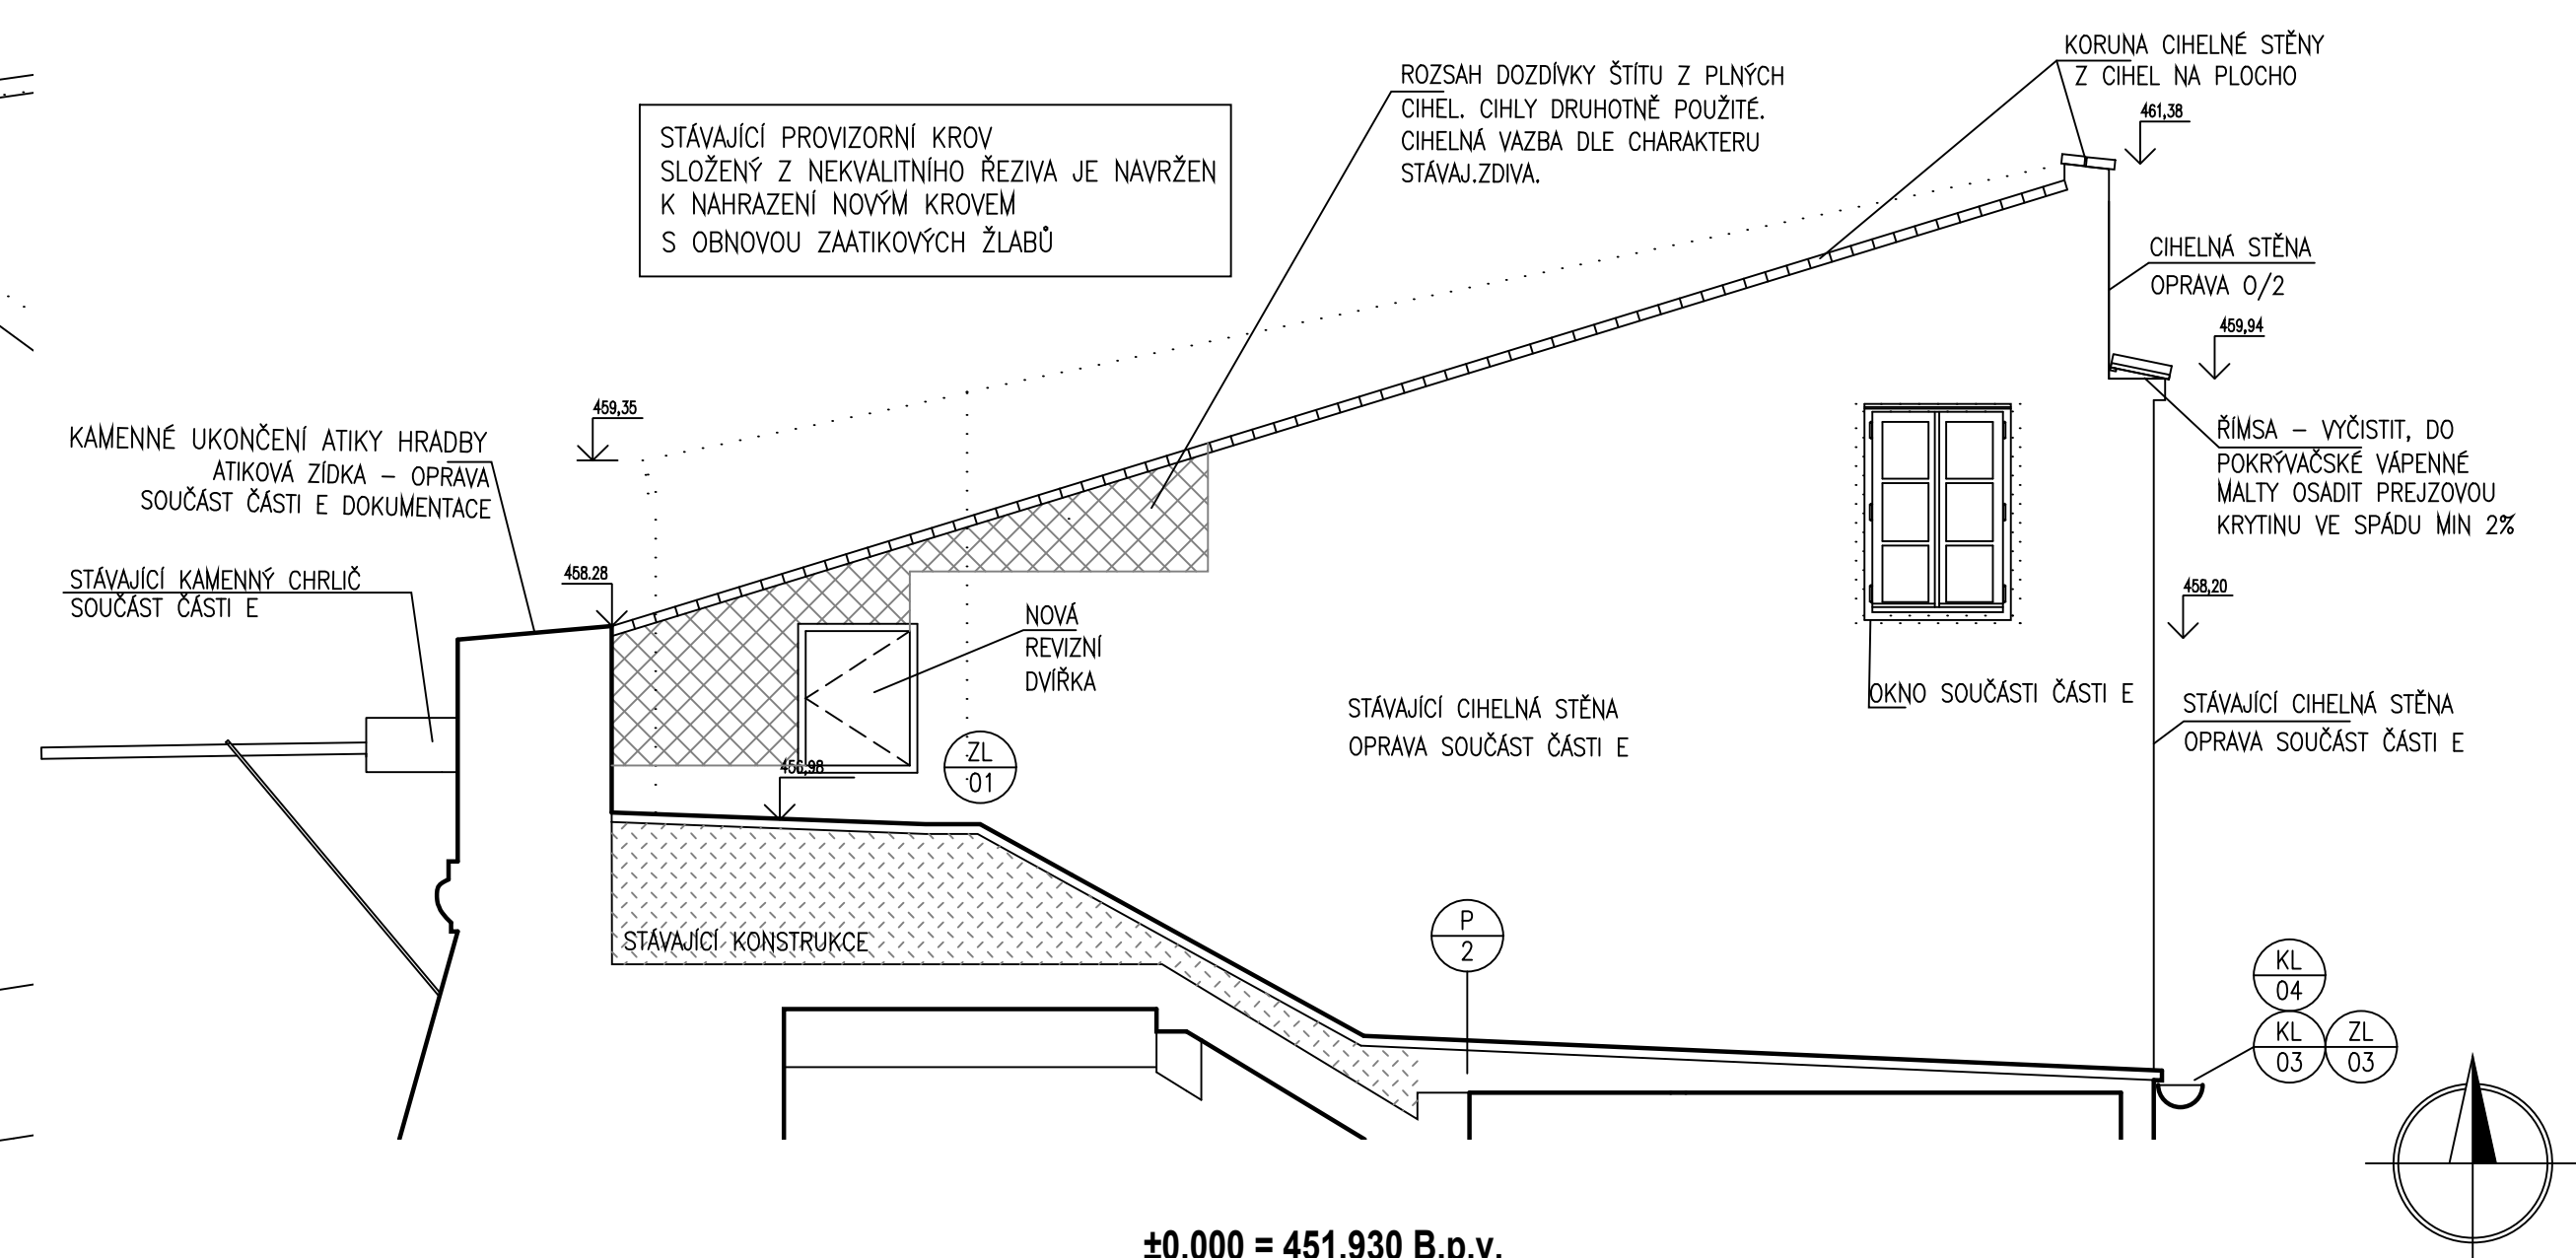 KORUNA CIHELNÉ STĚNY
Z CIHEL NA PLOCHO
461,38
ROZSAH DOZDÍVKY ŠTÍTU Z PLNÝCH
CIHEL. CIHLY DRUHOTNĚ POUŽITÉ.
CIHELNÁ VAZBA DLE CHARAKTERU
STÁVAJ.ZDIVA.
STÁVAJÍCÍ PROVIZORNÍ KROV
SLOŽENÝ Z NEKVALITNÍHO ŘEZIVA JE NAVRŽEN
K NAHRAZENÍ NOVÝM KROVEM
S OBNOVOU ZAATIKOVÝCH ŽLABŮ
CIHELNÁ STĚNA
OPRAVA O/2
459,94
459,35
KAMENNÉ UKONČENÍ ATIKY HRADBY
ATIKOVÁ ZÍDKA – OPRAVA
SOUČÁST ČÁSTI E DOKUMENTACE
ŘÍMSA – VYČISTIT, DO
POKRÝVAČSKÉ VÁPENNÉ
MALTY OSADIT PREJZOVOU
KRYTINU VE SPÁDU MIN 2%
STÁVAJÍCÍ KAMENNÝ CHRLIČ
SOUČÁST ČÁSTI E
458.28
458,20
NOVÁ
REVIZNÍ
DVÍŘKA
OKNO SOUČÁSTI ČÁSTI E
STÁVAJÍCÍ CIHELNÁ STĚNA
OPRAVA SOUČÁST ČÁSTI E
STÁVAJÍCÍ CIHELNÁ STĚNA
OPRAVA SOUČÁST ČÁSTI E
456,98
ZL
01
STÁVAJÍCÍ KONSTRUKCE
P
2
KL
04
KL
03
ZL
03
±0,000 = 451,930 B.p.v.